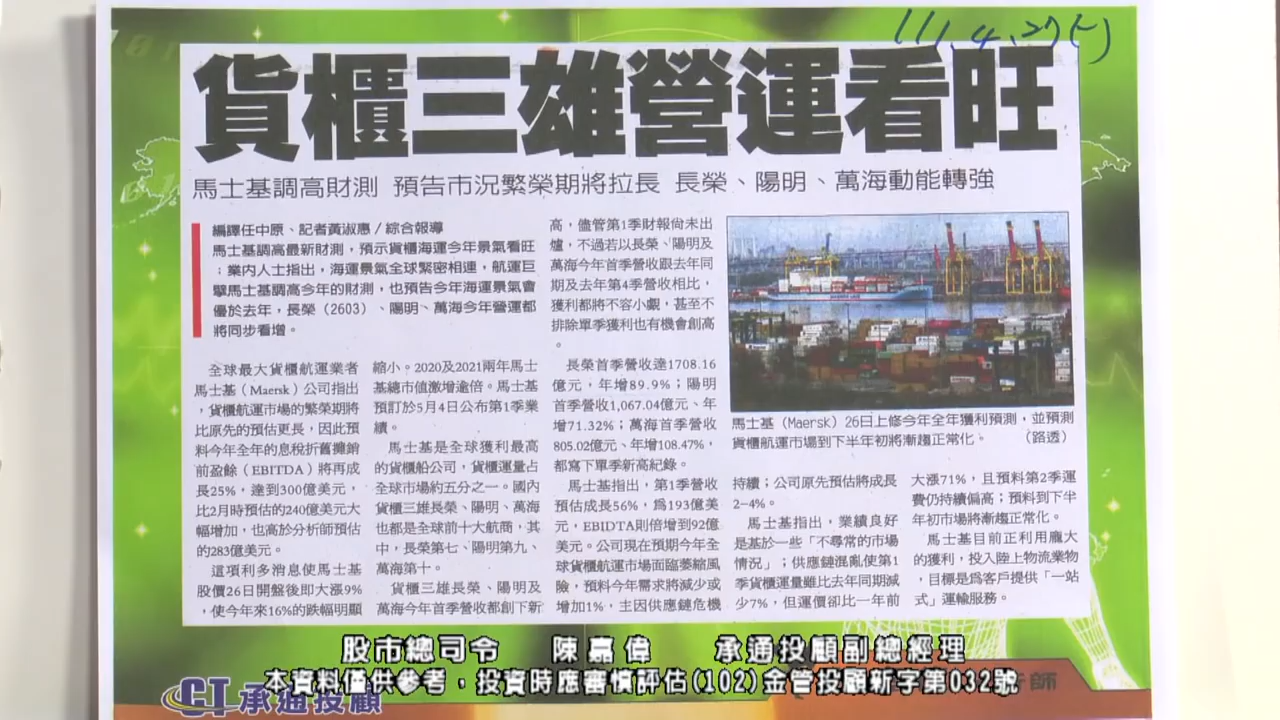 111.4.27(二)
貨櫃三雄營運看旺
馬士基調高財測 預告市況繁榮期將拉長 長榮、陽明、萬海動能轉強
編譯任中原、記者黃淑惠/綜合報導
馬士基調高最新財測，預示貨櫃海運今年景氣看旺
；業內人士指出，海運景氣全球緊密相連，航運巨
擘馬士基調高今年的財測，也預告今年海運景氣會
優於去年，長榮（2603）、陽明、萬海今年營運都
將同步看增。
全球最大貨櫃航運業者
馬士基（Maersk）公司指出
，貨櫃航運市場的繁榮期將
比原先的預估更長，因此預
料今年全年的息稅折舊攤銷
前盈餘（EBITDA）將再成
長25%，達到300億美元，
比2月時預估的240億美元大
幅增加，也高於分析師預估
的283億美元。
這項利多消息使馬士基
股價26日開盤後即大漲9%
，使今年來16%的跌幅明顯
縮小。2020及2021兩年馬士
基總市值激增逾倍。馬士基
預訂於5月4日公布第1季業
績。
馬士基是全球獲利最高
的貨櫃船公司，貨櫃運量占
全球市場約五分之一。國內
貨櫃三雄長榮、陽明、萬海
也都是全球前十大航商，其
中，長榮第七、陽明第九、
萬海第十。
貨櫃三雄長榮、陽明及
萬海今年首季營收都創下新
高，儘管第1季財報尚未出
爐，不過若以長榮、陽明及
萬海今年首季營收跟去年同
期及去年第4季營收相比，
獲利都將不容小覷，甚至不
排除單季獲利也有機會創高
。
長榮首季營收達1708.16
億元，年增89.9%；陽明
首季營收1,067.04億元、年
增71.32%；萬海首季營收
805.02億元、年增108.47%，
都寫下單季新高紀錄。
馬士基指出，第1季營收
預估成長56%，為193億美
元，EBIDTA則倍增到92億
美元。公司現在預期今年全
球貨櫃航運市場面臨萎縮風
險，預料今年需求將減少或
增加1%，主因供應鏈危機
馬士基（Maersk）26日上修今年全年獲利預測，並預測
貨櫃航運市場到下半年初將漸趨正常化。 （路透）
持續；公司原先預估將成長
2-4%。
馬士基指出，業績良好
是基於一些「不尋常的市場
情況」；供應鏈混亂使第1
季貨櫃運量雖比去年同期減
少7%，但運價卻比一年前
大漲71%，且預料第2季運
費仍持續偏高；預料到下半
年初市場將漸趨正常化。
馬士基目前正利用龐大
的獲利，投入陸上物流業物
，目標是為客戶提供「一站
式」運輸服務。
股市總司令 陳嘉偉 承通投顧副總經理
本資料僅供參考，投資時應審慎評估(102)金管投顧新字第032號
CT承通投顧
師